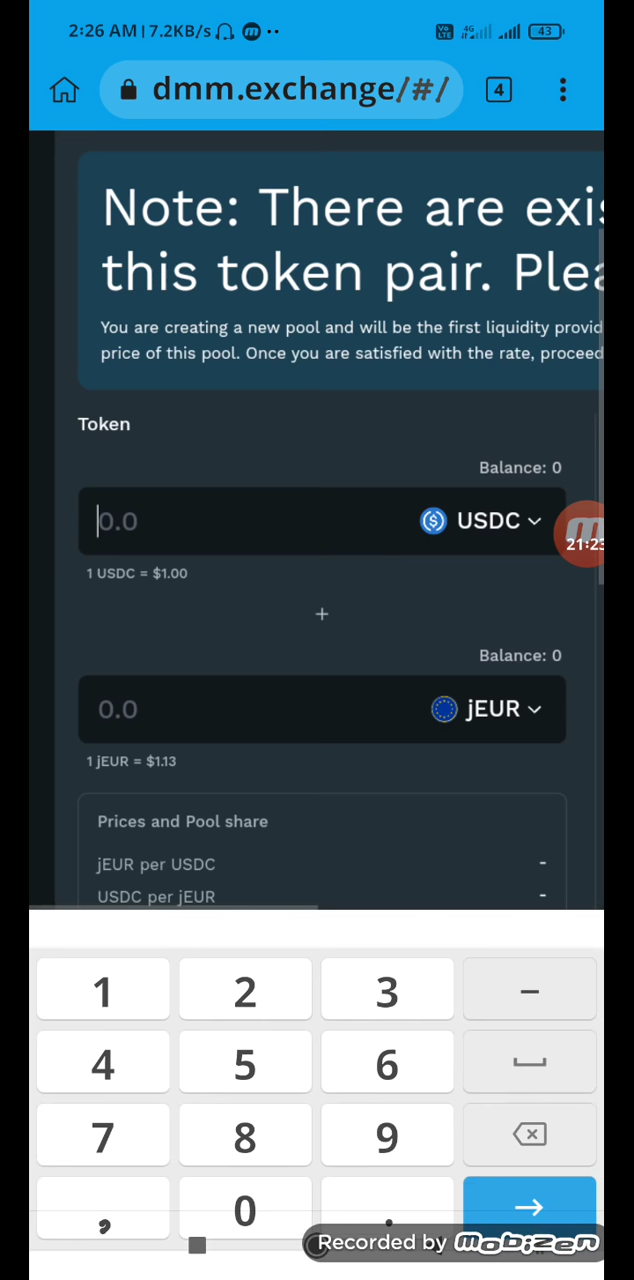 2:26 AM | 7.2KB/s
Vo LTE 4G 43
dmm.exchange/#/
4
Note: There are exis
this token pair. Plea
You are creating a new pool and will be the first liquidity provid
price of this pool. Once you are satisfied with the rate, proceed
Token
Balance: 0
0.0 USDC
21:23
1 USDC = $1.00
+
Balance: 0
0.0 jEUR
1 jEUR = $1.13
Prices and Pool share
jEUR per USDC -
USDC per jEUR -
1 2 3 –
4 5 6
7 8 9
, 0 .
Recorded by mobizen